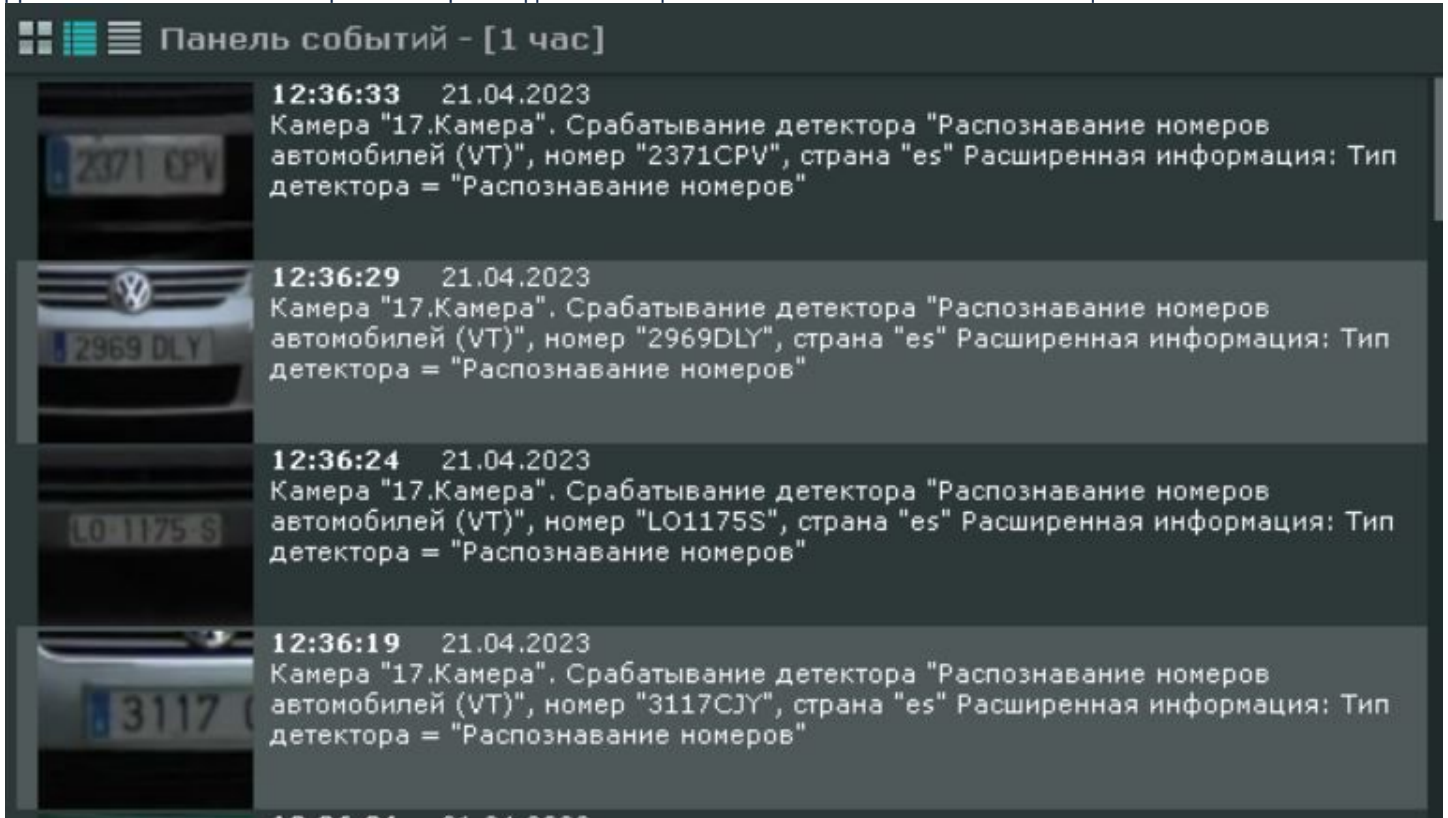 Панель событий - [1 час]
12:36:33 21.04.2023
Камера "17.Камера". Срабатывание детектора "Распознавание номеров
автомобилей (VT)", номер "2371CPV", страна "es" Расширенная информация: Тип
детектора = "Распознавание номеров"
2371 CPV
12:36:29 21.04.2023
Камера "17.Камера". Срабатывание детектора "Распознавание номеров
автомобилей (VT)", номер "2969DLY", страна "es" Расширенная информация: Тип
детектора = "Распознавание номеров"
2969 DLY
12:36:24 21.04.2023
Камера "17.Камера". Срабатывание детектора "Распознавание номеров
автомобилей (VT)", номер "LO1175S", страна "es" Расширенная информация: Тип
детектора = "Распознавание номеров"
LO-1175-S
12:36:19 21.04.2023
Камера "17.Камера". Срабатывание детектора "Распознавание номеров
автомобилей (VT)", номер "3117CJY", страна "es" Расширенная информация: Тип
детектора = "Распознавание номеров"
3117